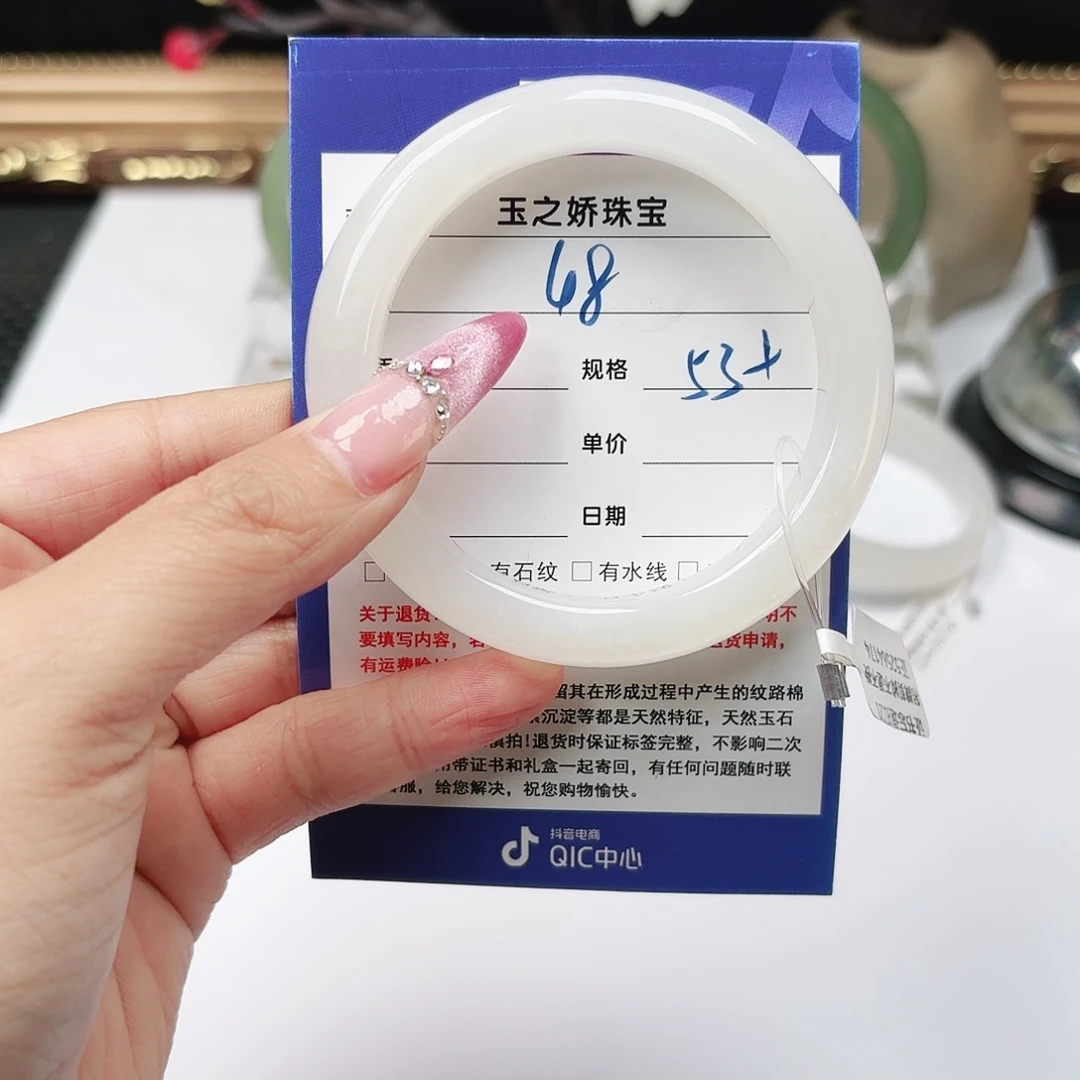 玉之娇珠宝
68
规格 53+
单价
日期
有石纹 □有水线 □
关于退货
要填写内容，
退货申请，
有运费险
留其在形成过程中产生的纹路棉
沉淀等都是天然特征，天然玉石
慎拍!退货时保证标签完整，不影响二次
带证书和礼盒一起寄回，有任何问题随时联
服，给您解决，祝您购物愉快。
抖音电商
QIC中心